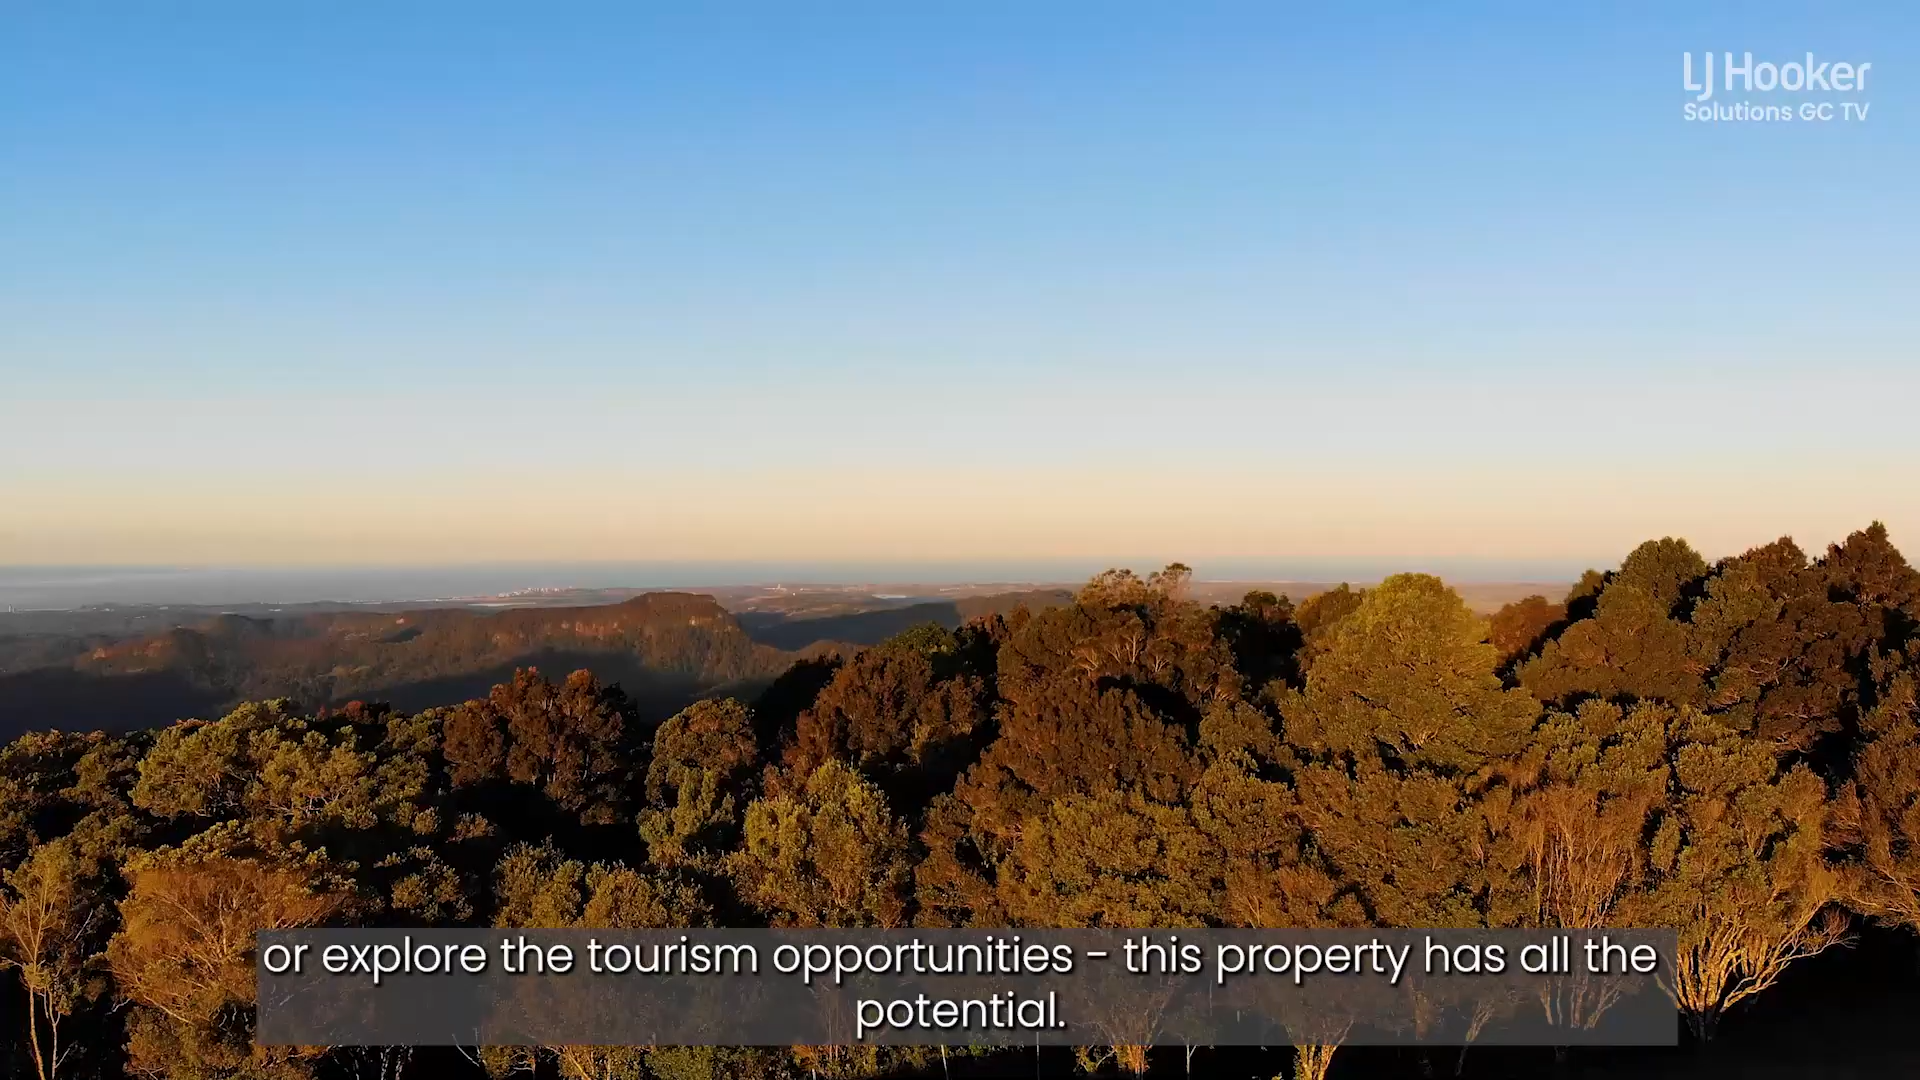 LJ Hooker
Solutions GC TV
or explore the tourism opportunities - this property has all the
potential.